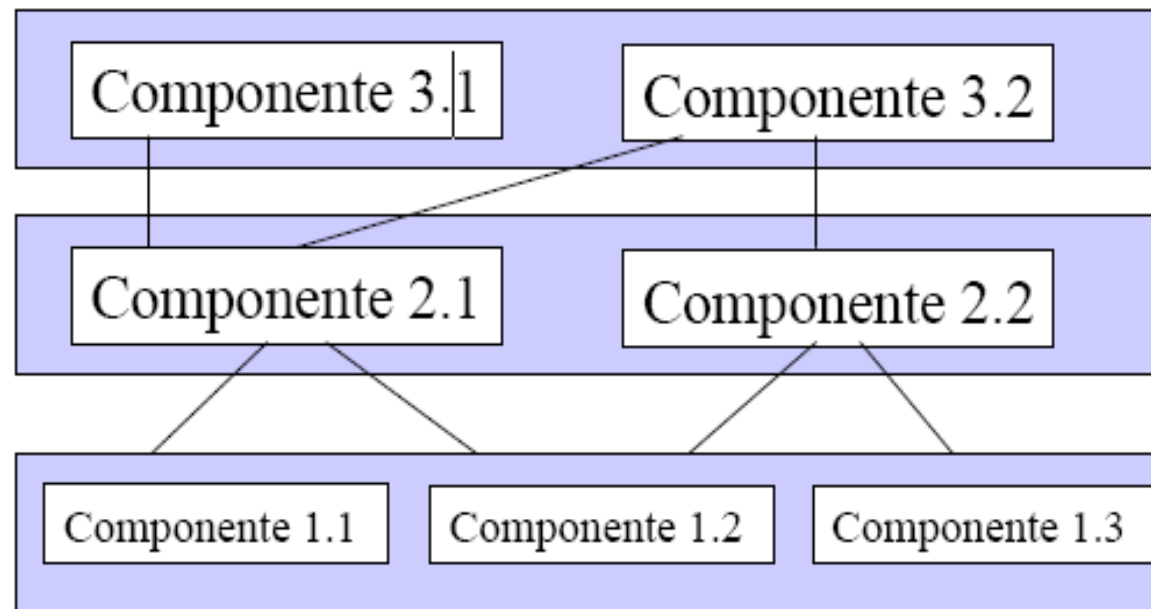 Componente 3.1
Componente 3.2
Componente 2.1
Componente 2.2
Componente 1.1
Componente 1.2
Componente 1.3